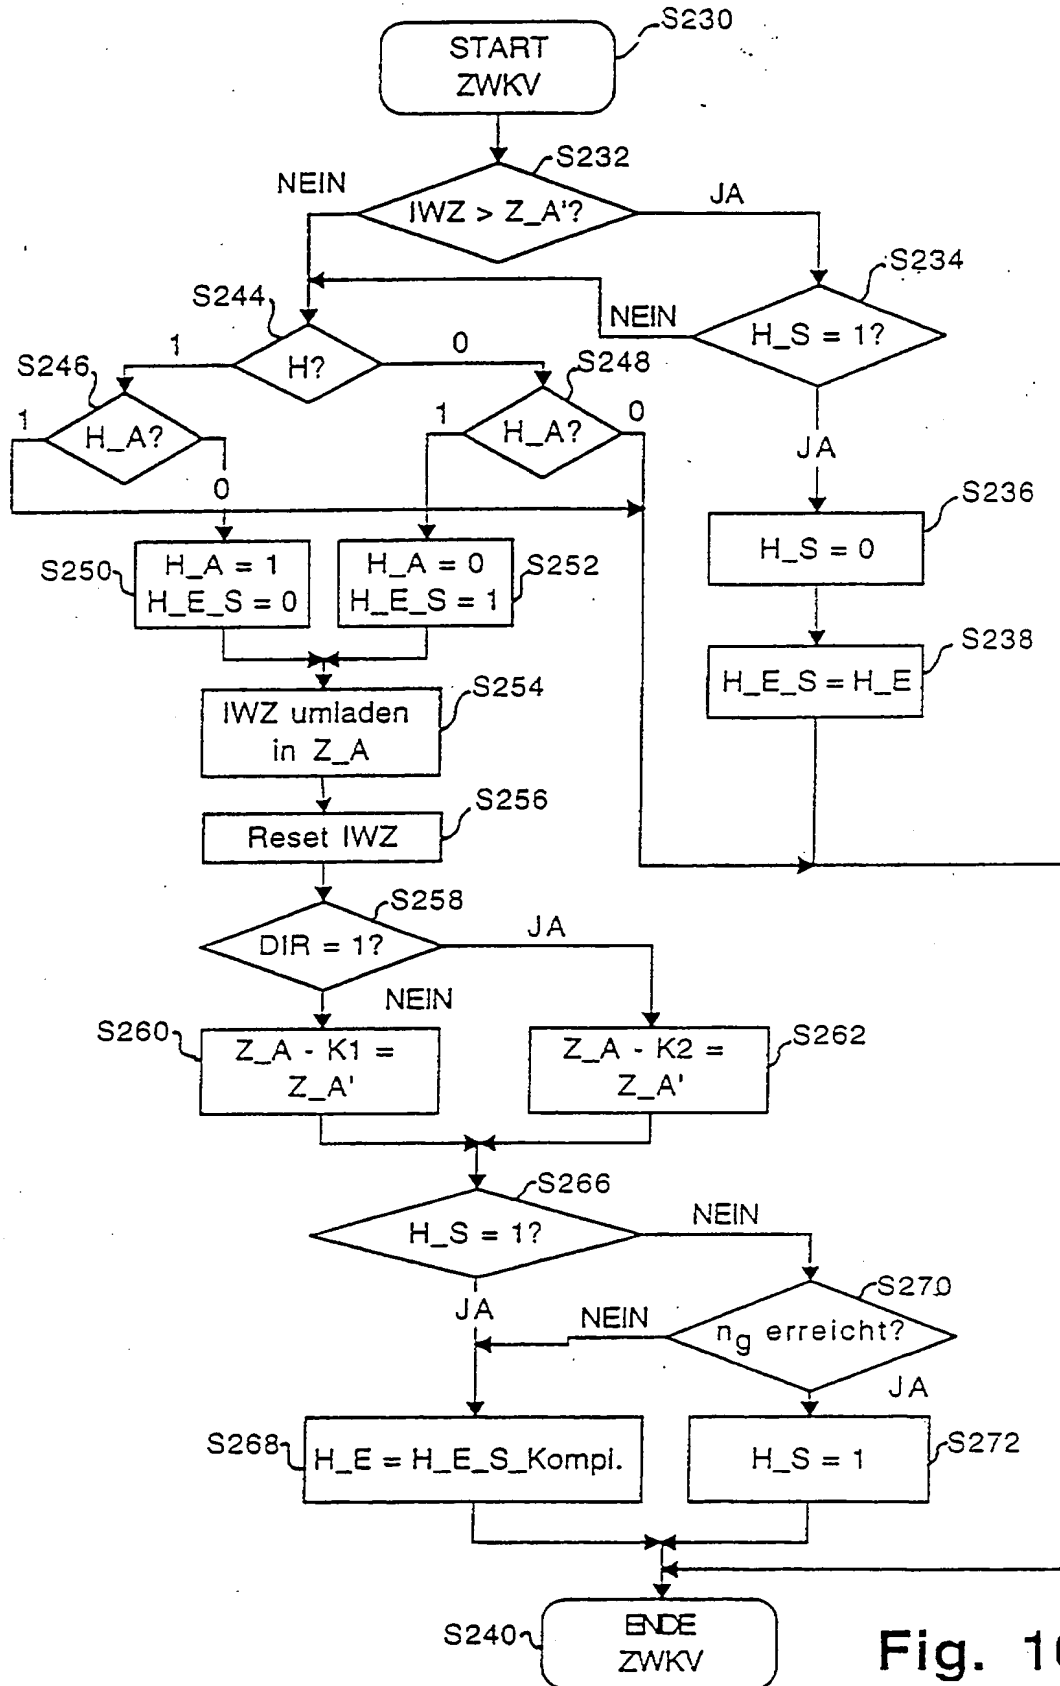 S230
START
ZWKV
S232
NEIN
IWZ > Z_A'?
JA
S234
S244
NEIN
H_S = 1?
1
H?
0
S246
S248
1
H_A?
0
1
H_A?
0
JA
S236
H_S = 0
S250
H_A = 1
H_E_S = 0
H_A = 0
H_E_S = 1
S252
S238
H_E_S = H_E
S254
IWZ umladen
in Z_A
S256
Reset IWZ
S258
DIR = 1?
JA
NEIN
S260
Z_A - K1 =
Z_A'
Z_A - K2 =
Z_A'
S262
S266
H_S = 1?
NEIN
S270
JA
NEIN
ng erreicht?
JA
S268
H_E = H_E_S_Kompl.
H_S = 1
S272
S240
ENDE
ZWKV
Fig.